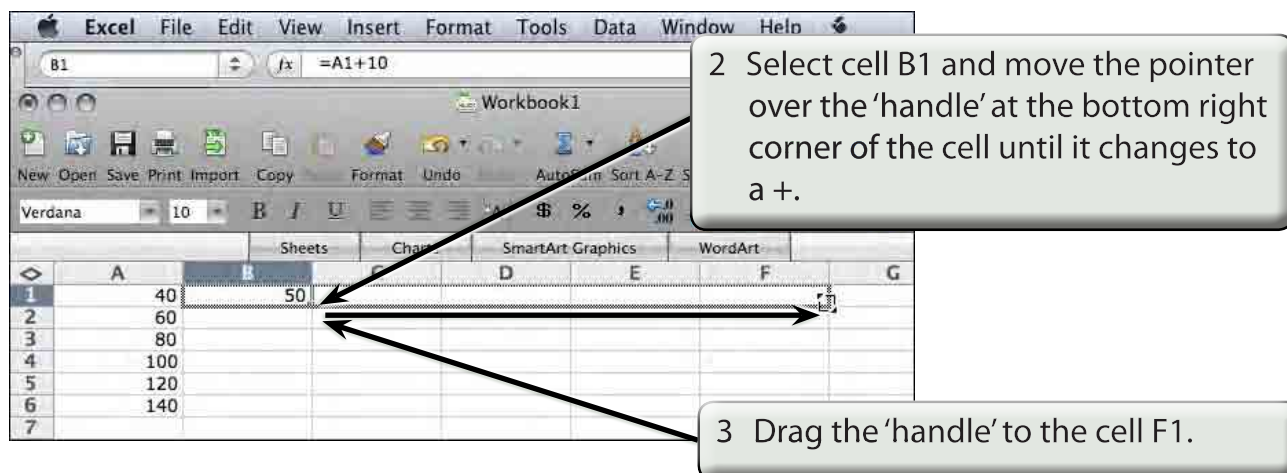 Excel File Edit View Insert Format Tools Data Window Help
B1 fx =A1+10
Workbook1
New Open Save Print Import Copy Format Undo AutoSum Sort A-Z
Verdana 10 B I U $ % , .0 .00
Sheets Charts SmartArt Graphics WordArt
A B C D E F G
1 40 50
2 60
3 80
4 100
5 120
6 140
7
2 Select cell B1 and move the pointer
over the ‘handle’ at the bottom right
corner of the cell until it changes to
a +.
3 Drag the ‘handle’ to the cell F1.